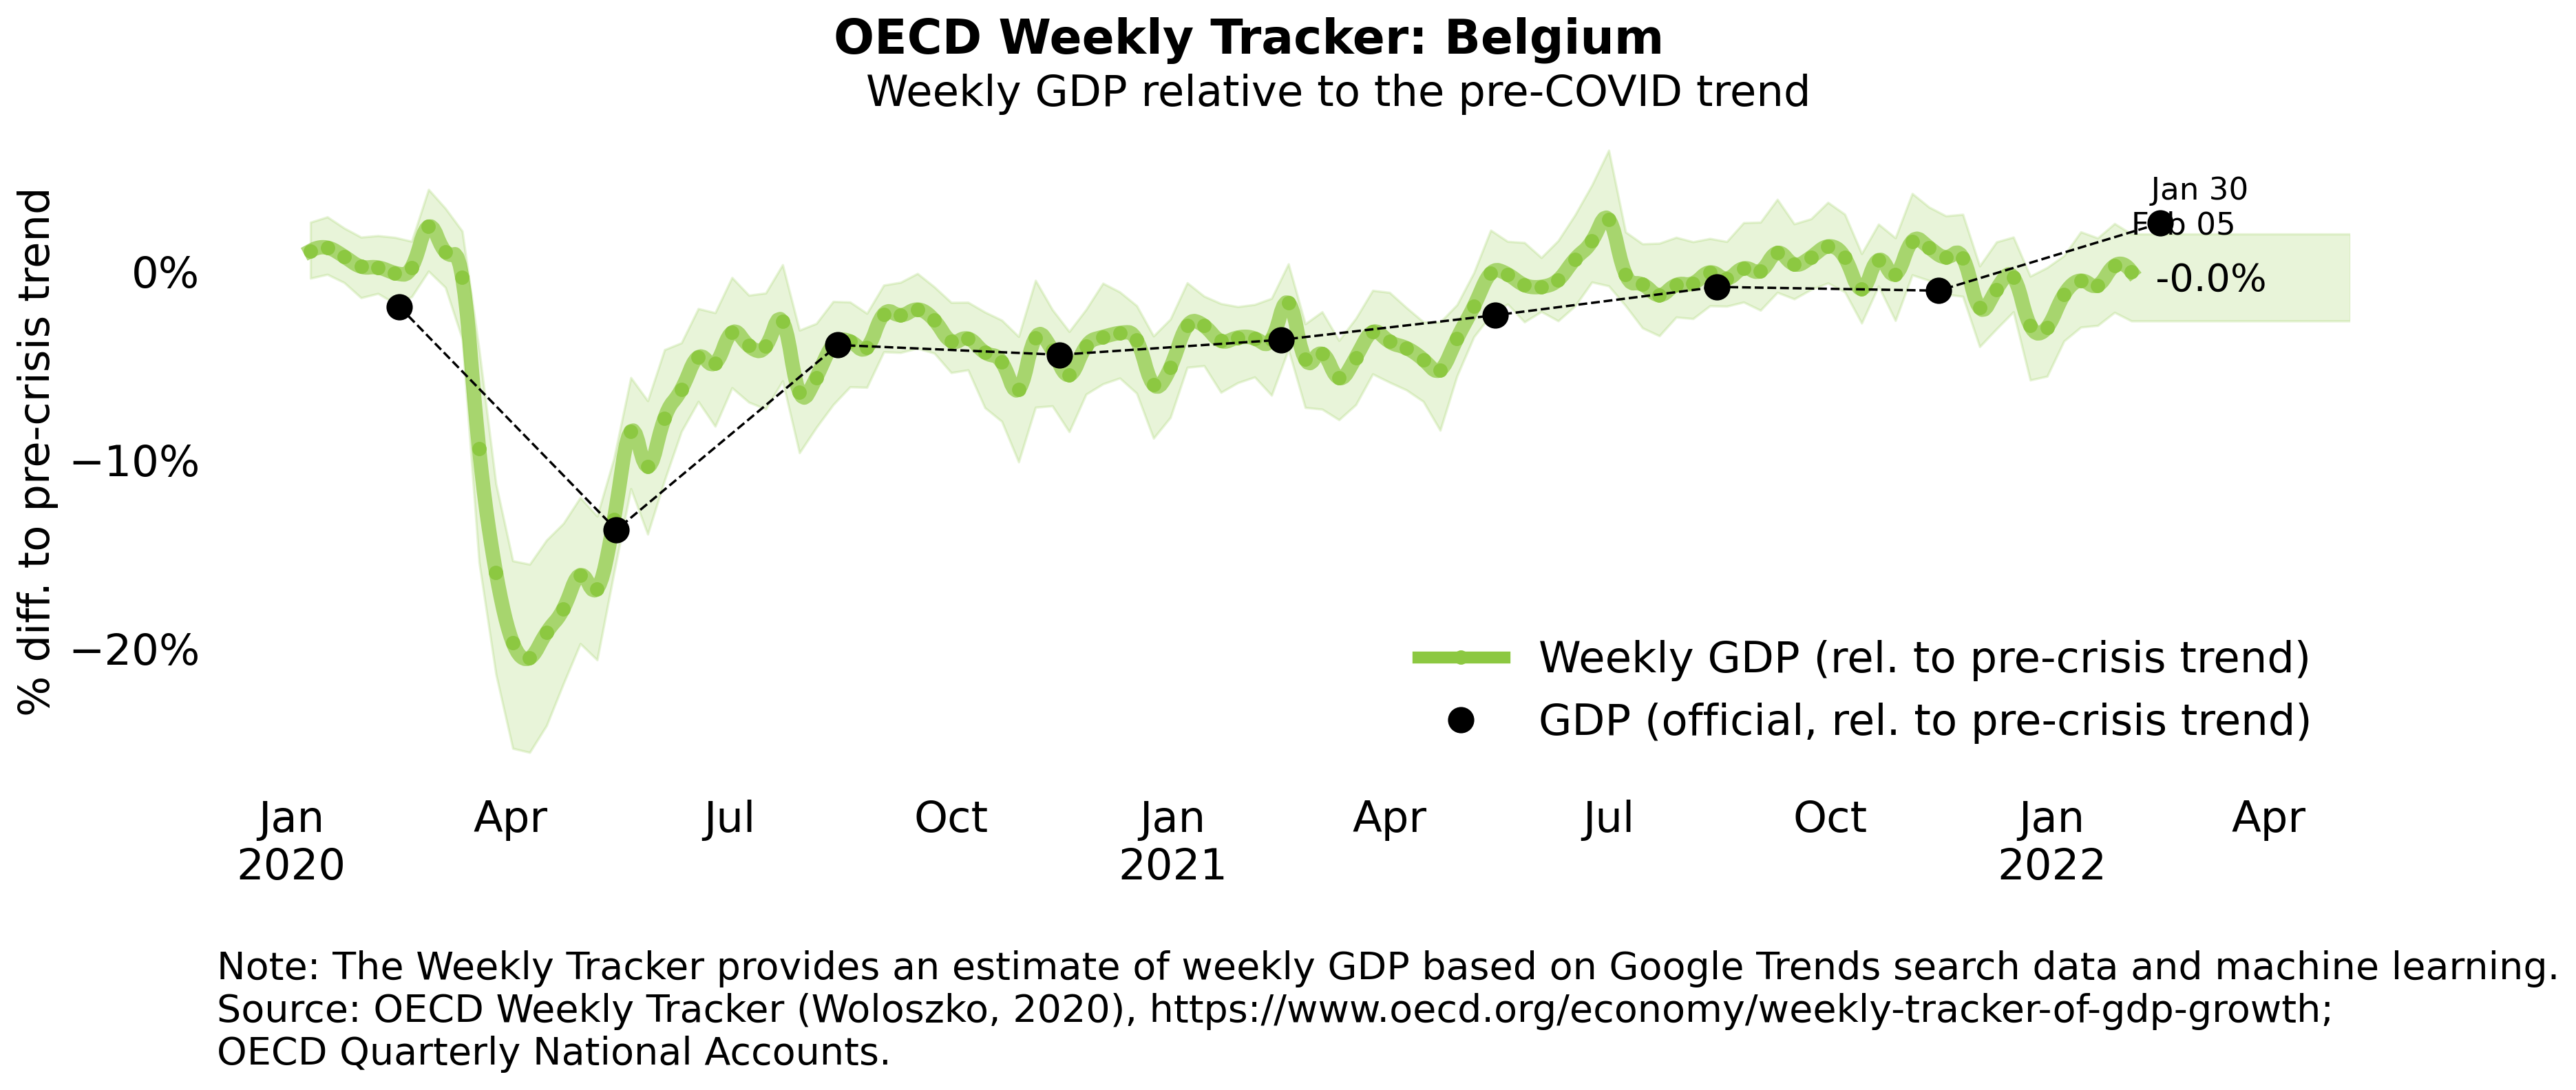 OECD Weekly Tracker: Belgium
Weekly GDP relative to the pre-COVID trend
% diff. to pre-crisis trend
0%
−10%
−20%
Jan 30
Feb 05
-0.0%
Weekly GDP (rel. to pre-crisis trend)
GDP (official, rel. to pre-crisis trend)
Jan Apr Jul Oct Jan Apr Jul Oct Jan Apr
2020 2021 2022
Note: The Weekly Tracker provides an estimate of weekly GDP based on Google Trends search data and machine learning.
Source: OECD Weekly Tracker (Woloszko, 2020), https://www.oecd.org/economy/weekly-tracker-of-gdp-growth;
OECD Quarterly National Accounts.